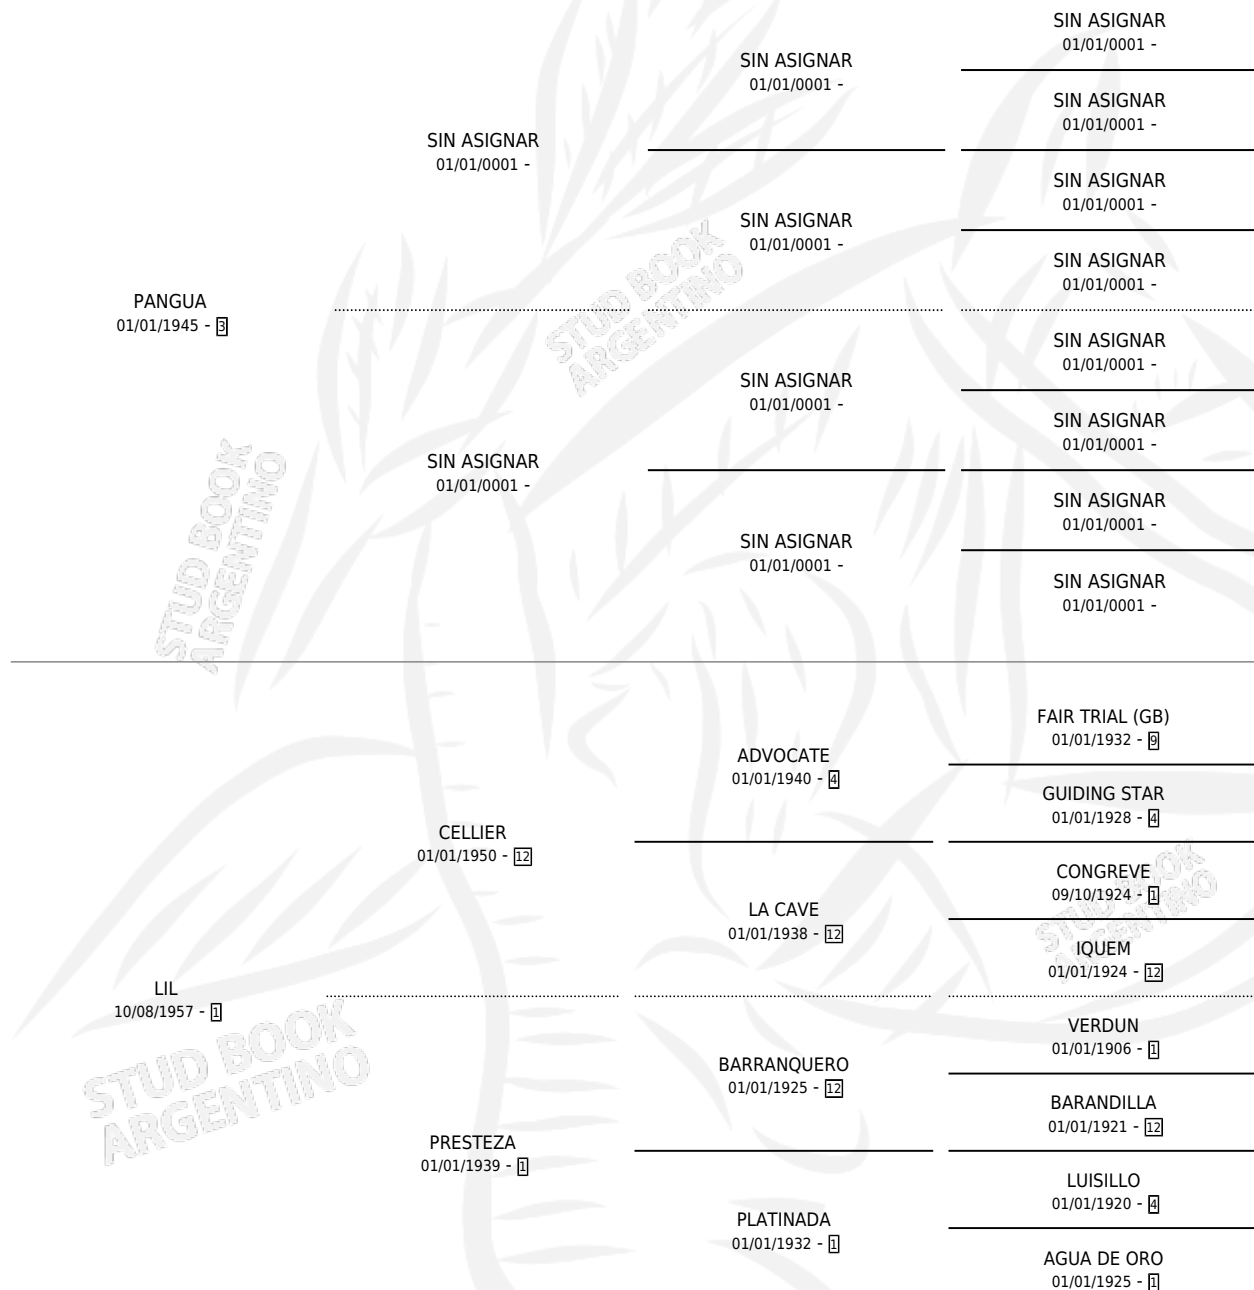 SIN ASIGNAR
01/01/0001 -
SIN ASIGNAR
01/01/0001 -
SIN ASIGNAR
01/01/0001 -
SIN ASIGNAR
01/01/0001 -
SIN ASIGNAR
01/01/0001 -
SIN ASIGNAR
01/01/0001 -
STUD BOOK
ARGENTINO
SIN ASIGNAR
01/01/0001 -
PANGUA
01/01/1945 - 3
SIN ASIGNAR
01/01/0001 -
SIN ASIGNAR
01/01/0001 -
SIN ASIGNAR
01/01/0001 -
SIN ASIGNAR
01/01/0001 -
STUD BOOK
ARGENTINO
SIN ASIGNAR
01/01/0001 -
SIN ASIGNAR
01/01/0001 -
SIN ASIGNAR
01/01/0001 -
FAIR TRIAL (GB)
01/01/1932 - 9
ADVOCATE
01/01/1940 - 4
GUIDING STAR
01/01/1928 - 4
CELLIER
01/01/1950 - 12
CONGREVE
09/10/1924 - 1
LA CAVE
01/01/1938 - 12
STUD BOOK
ARGENTINO
IQUEM
01/01/1924 - 12
LIL
10/08/1957 - 1
STUD BOOK
ARGENTINO
VERDUN
01/01/1906 - 1
BARRANQUERO
01/01/1925 - 12
BARANDILLA
01/01/1921 - 12
PRESTEZA
01/01/1939 - 1
LUISILLO
01/01/1920 - 4
PLATINADA
01/01/1932 - 1
AGUA DE ORO
01/01/1925 - 1